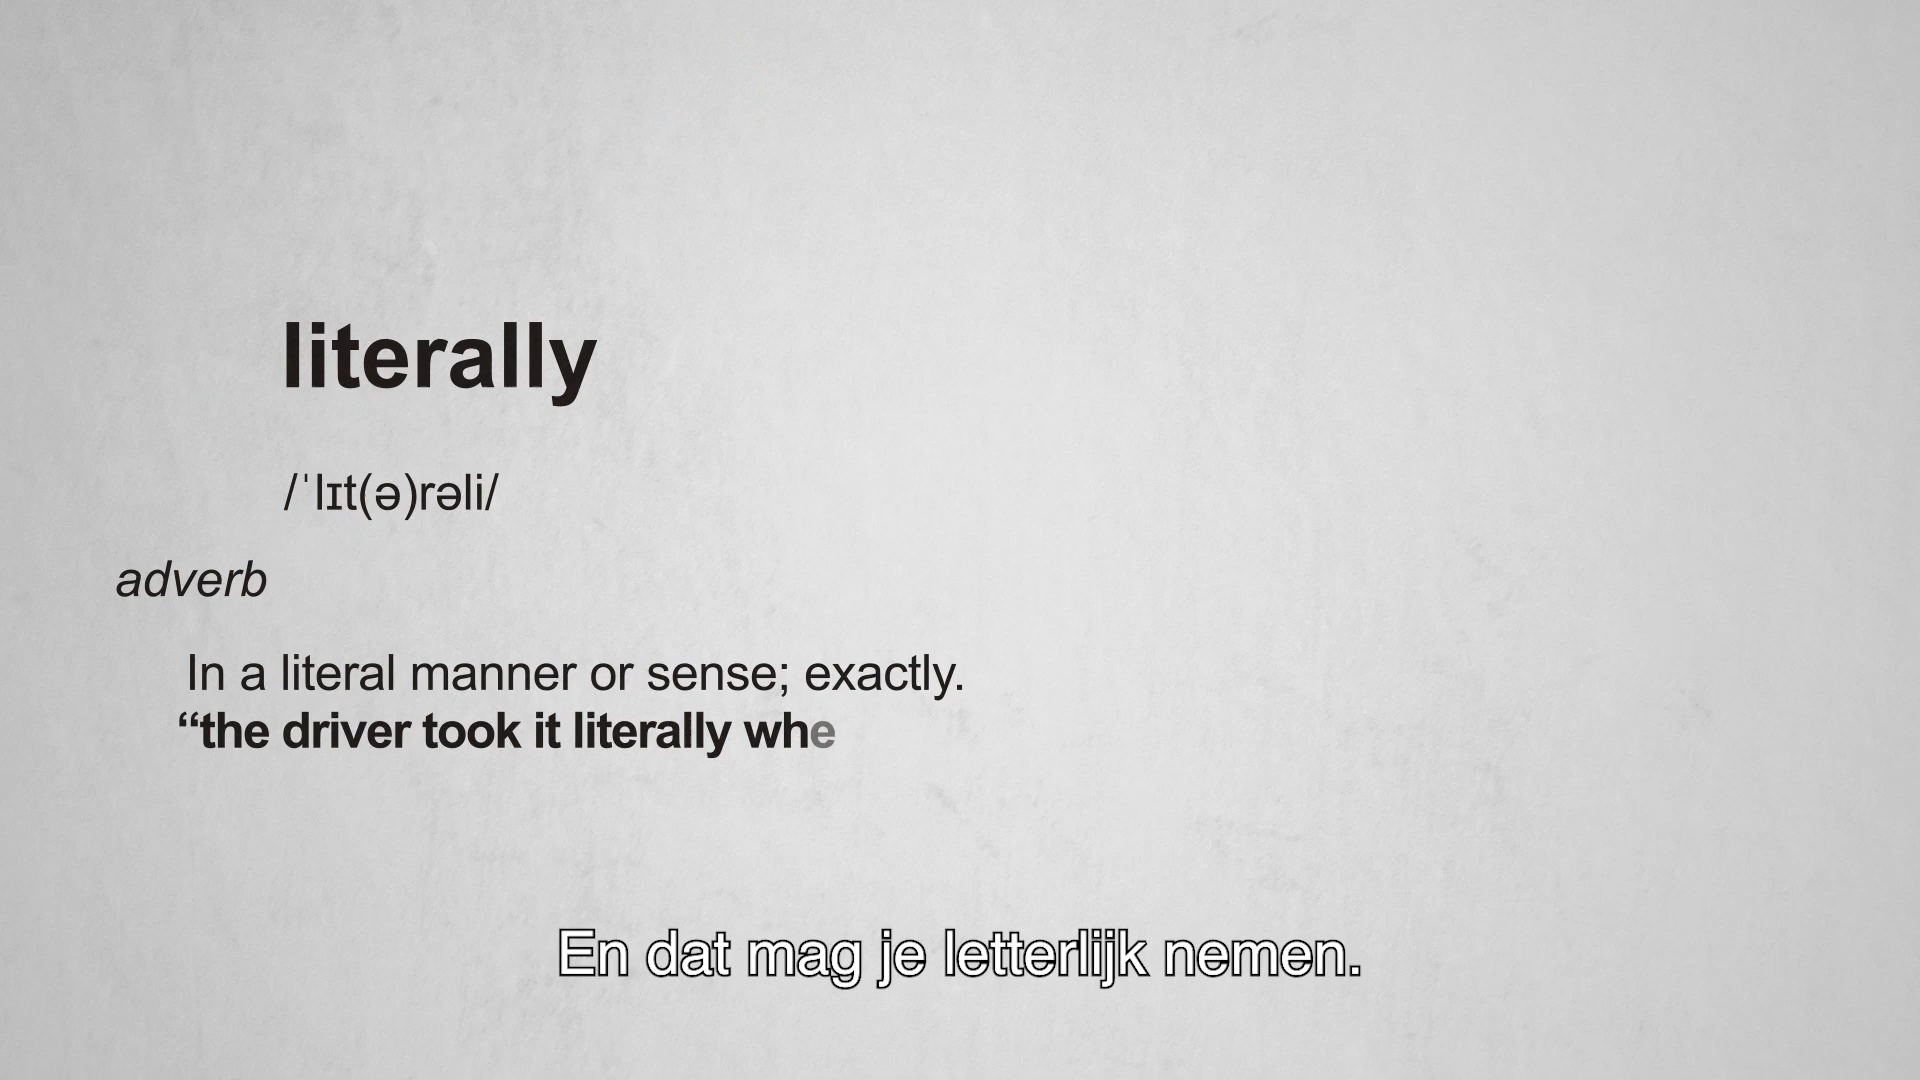 literally
/ˈlɪt(ə)rəli/
adverb
In a literal manner or sense; exactly.
“the driver took it literally whe
En dat mag je letterlijk nemen.